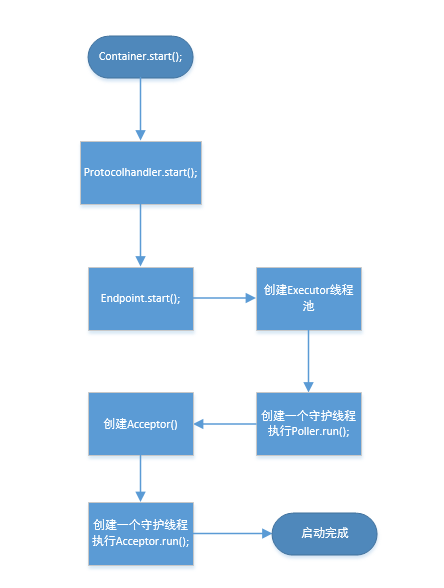 Container.start();
Protocolhandler.start();
Endpoint.start();
创建Executor线程
池
创建一个守护线程
执行Poller.run();
创建Acceptor()
创建一个守护线程
执行Acceptor.run();
启动完成